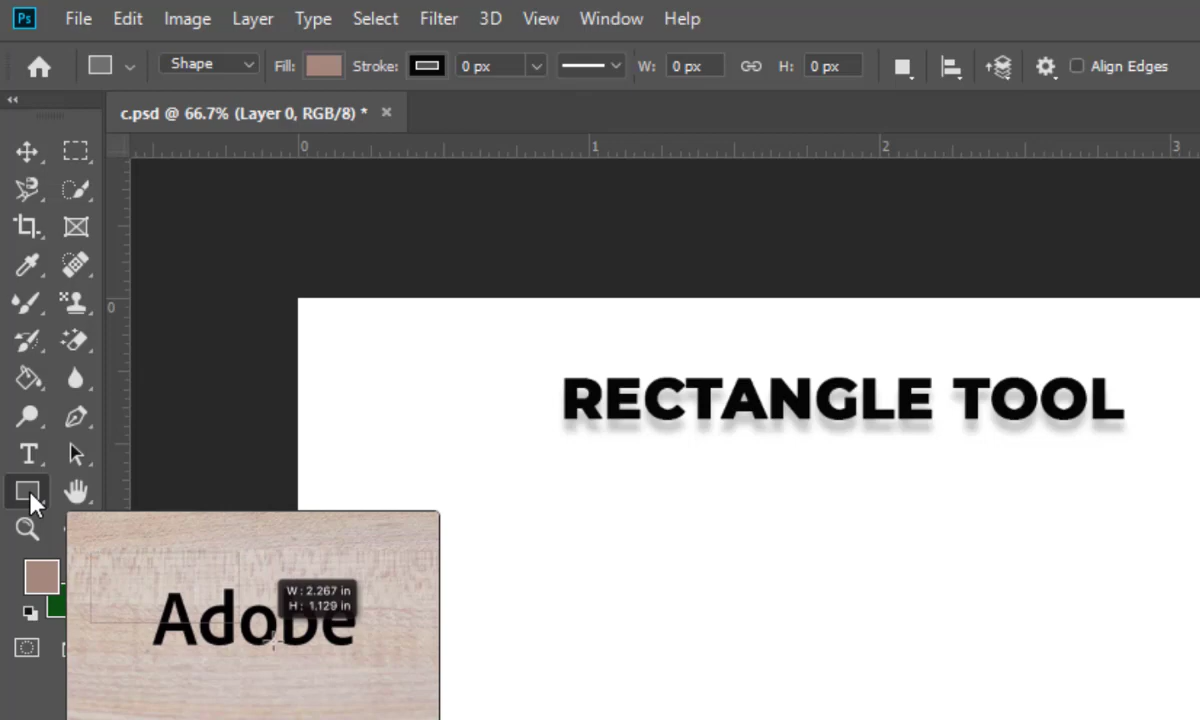 Ps File Edit Image Layer Type Select Filter 3D View Window Help
Shape Fill: Stroke: 0 px W: 0 px H: 0 px Align Edges
c.psd @ 66.7% (Layer 0, RGB/8) * ×
0 1 2 3
0
RECTANGLE TOOL
T
W: 2.267 in
H: 1.129 in
Adobe